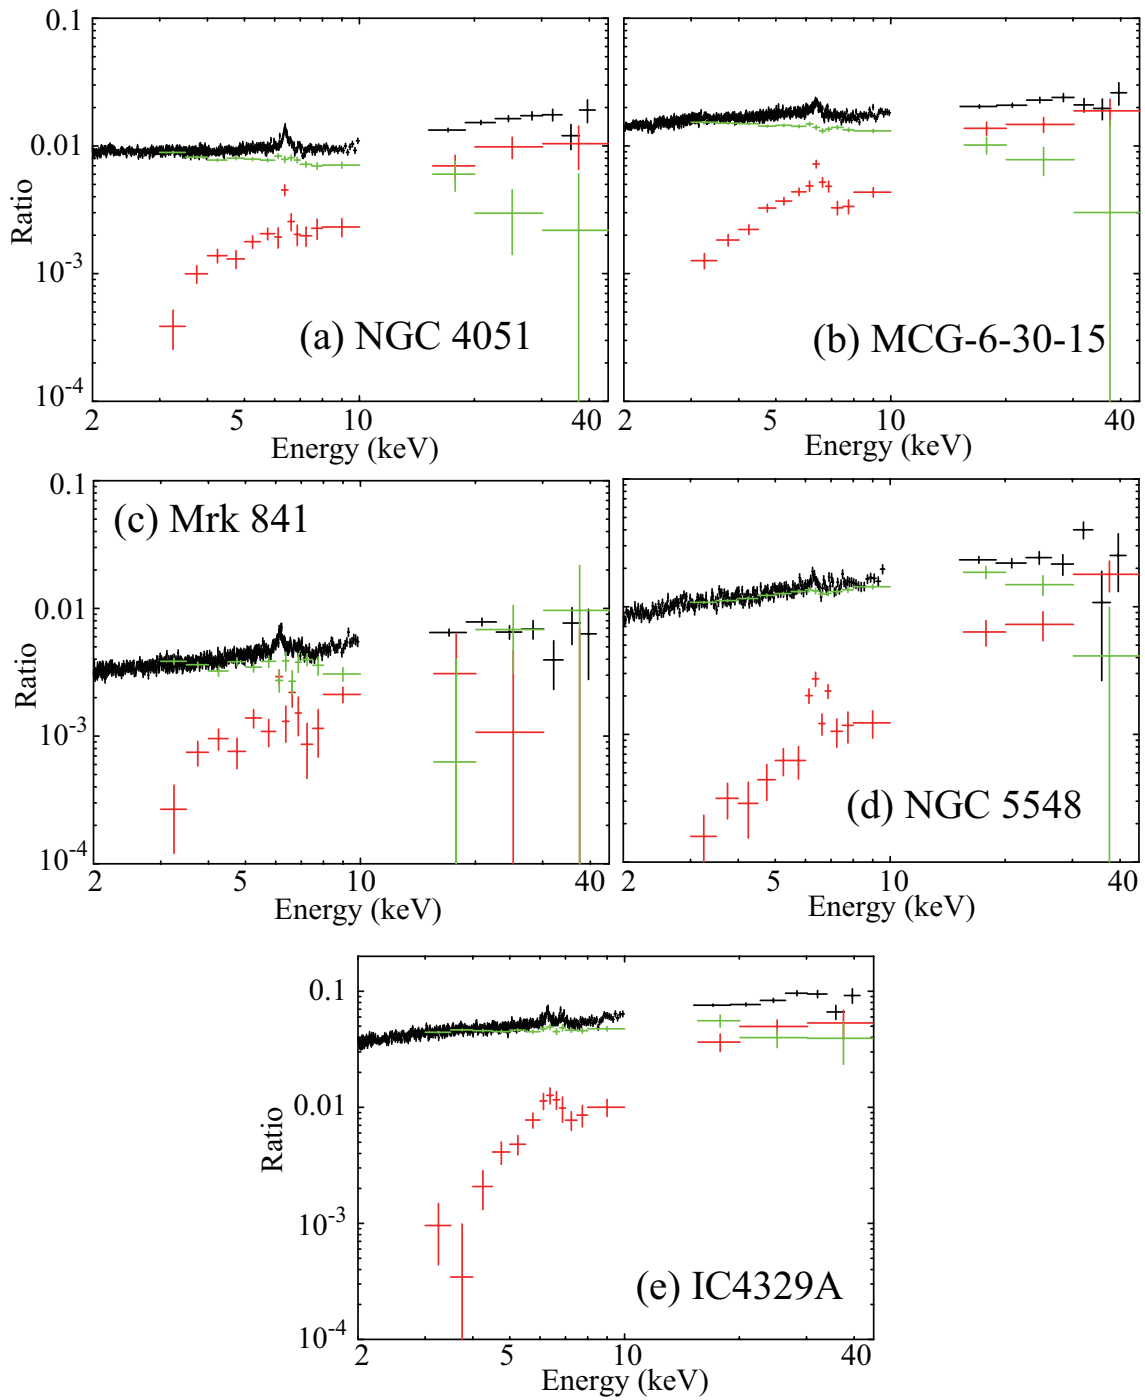 0.1
0.01
10⁻³
10⁻⁴
Ratio
2 5 10 40
Energy (keV)
(a) NGC 4051
2 5 10 40
Energy (keV)
(b) MCG-6-30-15
0.1
0.01
10⁻³
10⁻⁴
Ratio
(c) Mrk 841
2 5 10 40
Energy (keV)
(d) NGC 5548
2 5 10 40
Energy (keV)
0.1
0.01
10⁻³
10⁻⁴
Ratio
(e) IC4329A
2 5 10 40
Energy (keV)